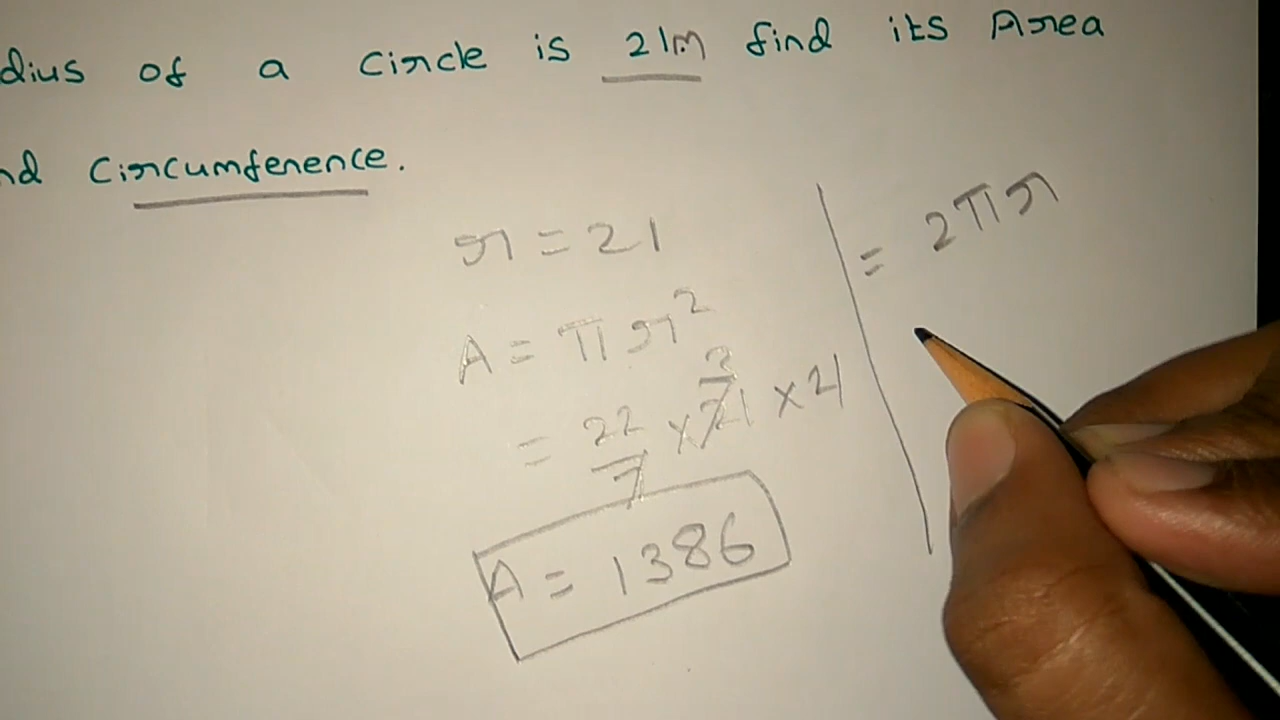 dius of a circle is 21m find its Area
nd Circumference.
r = 21
A = πr²
= 22/7 × 21 × 21
3
A = 1386
= 2πr